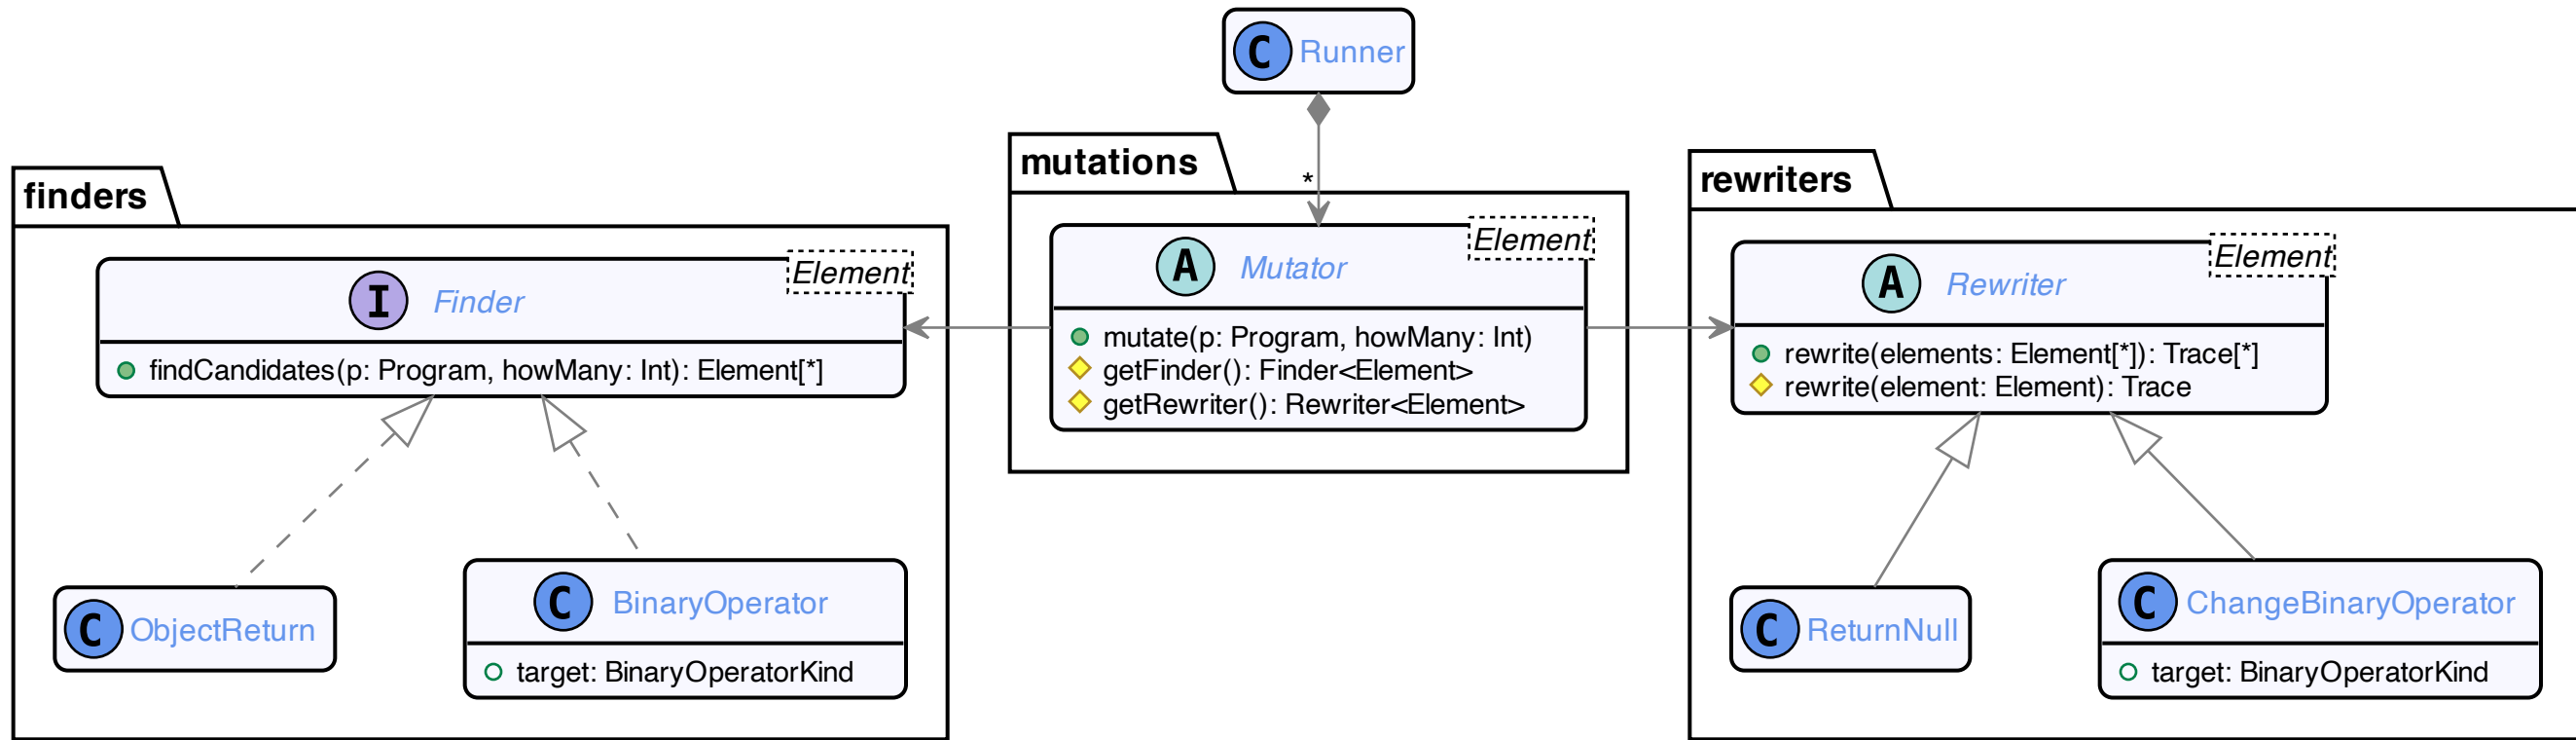 C Runner
*
finders
Element
I Finder
findCandidates(p: Program, howMany: Int): Element[*]
C ObjectReturn
C BinaryOperator
target: BinaryOperatorKind
mutations
Element
A Mutator
mutate(p: Program, howMany: Int)
getFinder(): Finder<Element>
getRewriter(): Rewriter<Element>
rewriters
Element
A Rewriter
rewrite(elements: Element[*]): Trace[*]
rewrite(element: Element): Trace
C ReturnNull
C ChangeBinaryOperator
target: BinaryOperatorKind